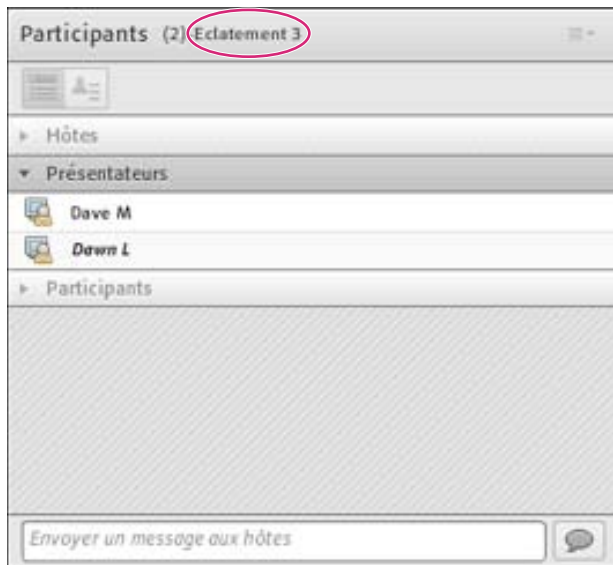 Participants (2) Eclatement 3
Hôtes
Présentateurs
Dave M
Dawn L
Participants
Envoyer un message aux hôtes